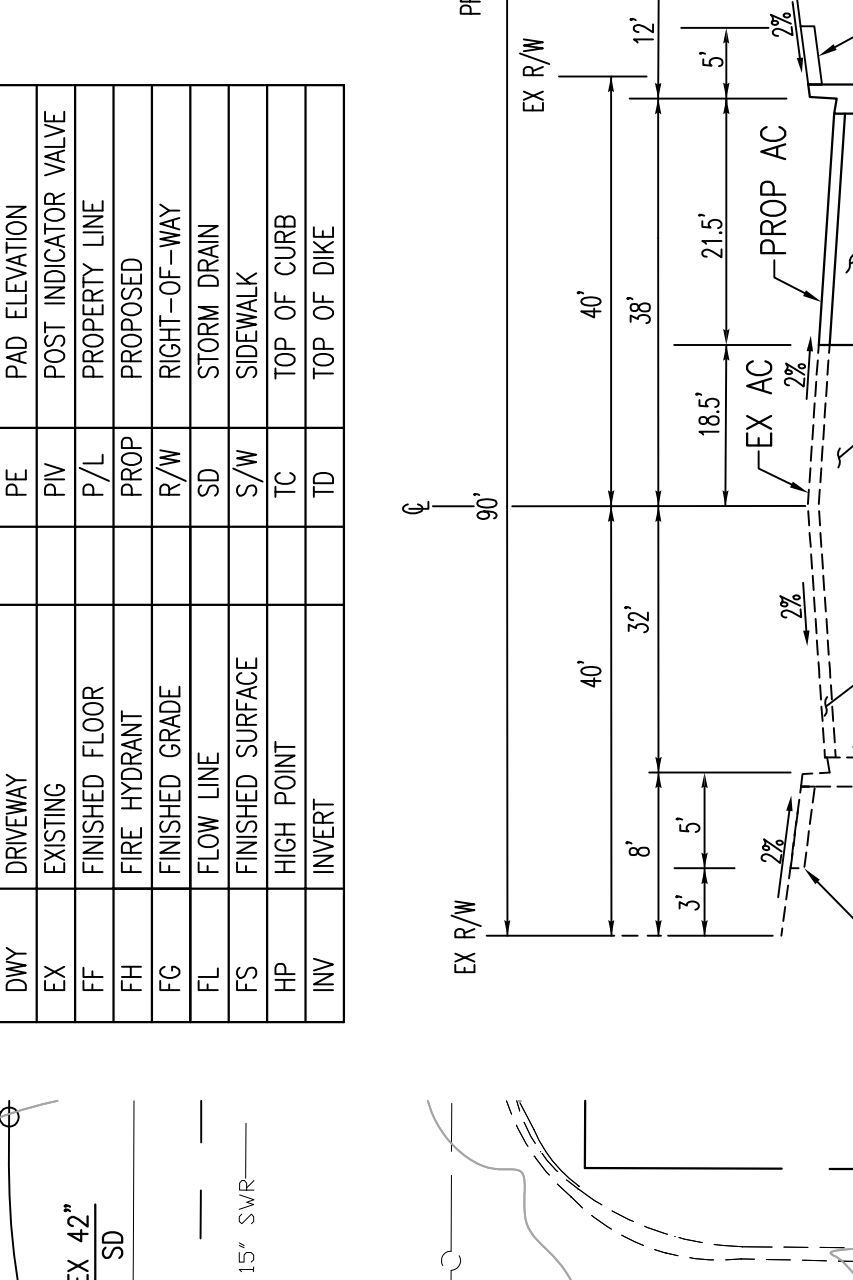 DWY DRIVEWAY PE PAD ELEVATION
EX EXISTING PIV POST INDICATOR VALVE
FF FINISHED FLOOR P/L PROPERTY LINE
FH FIRE HYDRANT PROP PROPOSED
FG FINISHED GRADE R/W RIGHT-OF-WAY
FL FLOW LINE SD STORM DRAIN
FS FINISHED SURFACE S/W SIDEWALK
HP HIGH POINT TC TOP OF CURB
INV INVERT TD TOP OF DIKE
℄
EX R/W
90'
EX R/W
40' 40'
8' 32' 38' 12'
3' 5' 18.5' 21.5' 5'
EX AC
PROP AC
2% 2% 2% 2%
EX 42"
SD
15" SWR